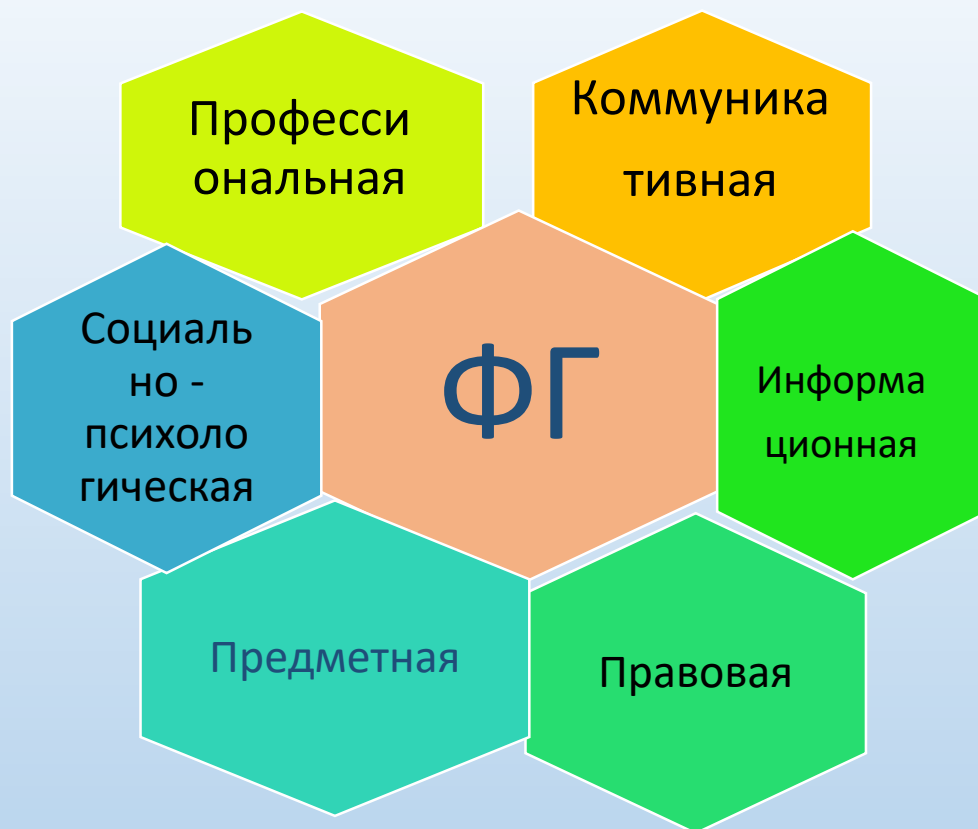 Професси
ональная
Коммуника
тивная
Социаль
но -
психоло
гическая
ФГ
Информа
ционная
Предметная
Правовая